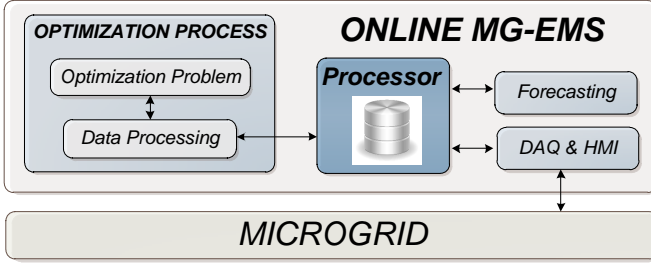 OPTIMIZATION PROCESS
Optimization Problem
Data Processing
ONLINE MG-EMS
Processor
Forecasting
DAQ & HMI
MICROGRID